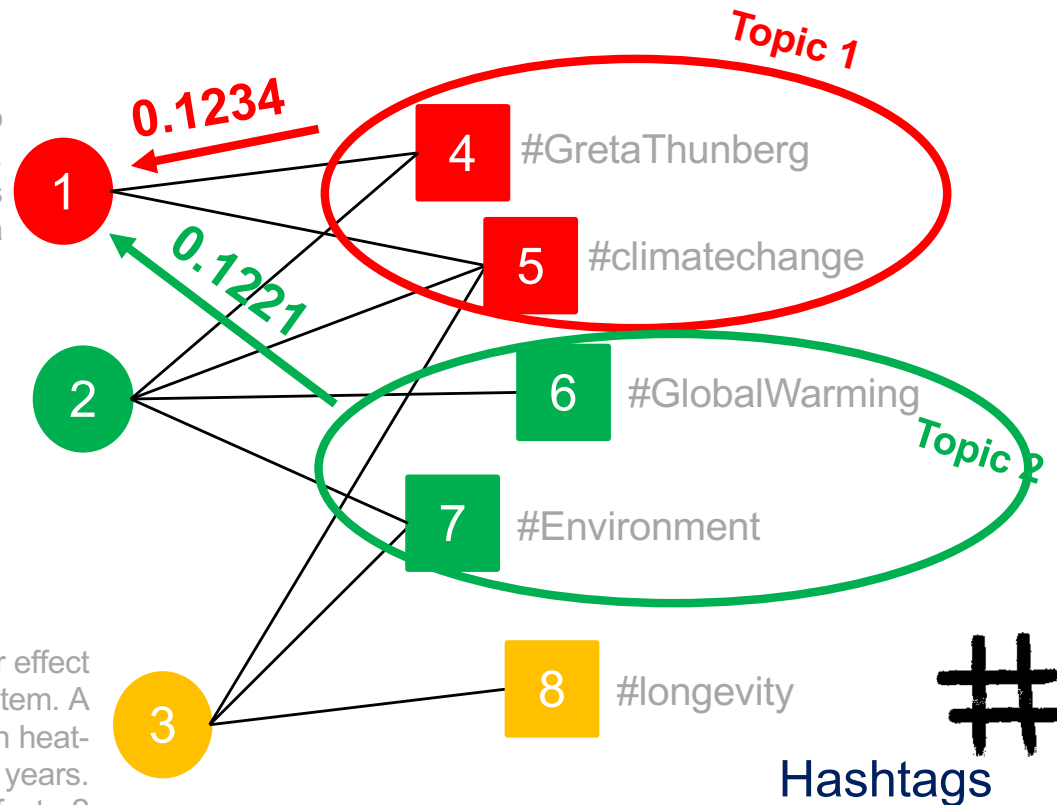 Topic 1
0.1234
1
4 #GretaThunberg
5 #climatechange
0.1221
2
6 #GlobalWarming
Topic 2
7 #Environment
r effect
tem. A
3
8 #longevity
n heat-
years.
#
Hashtags